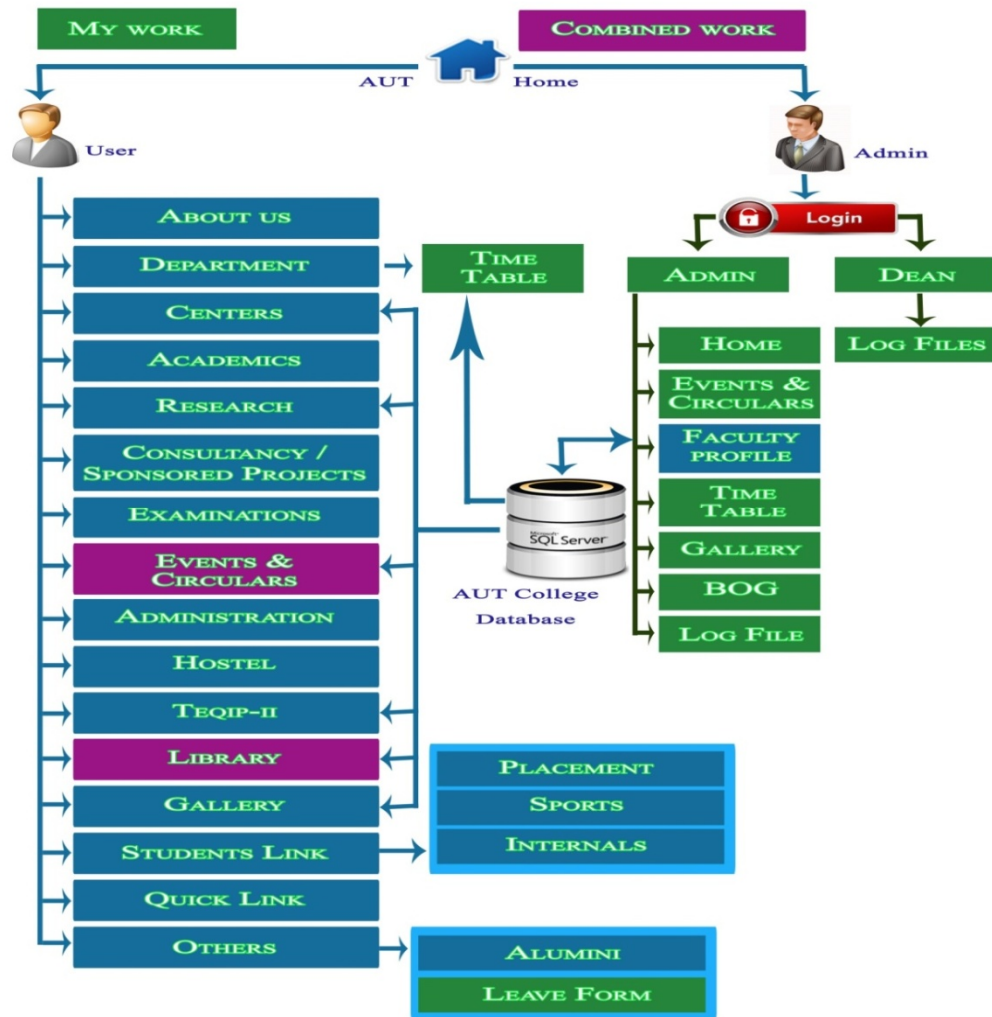 My work
Combined work
AUT
Home
User
Admin
Login
About us
Department
Centers
Academics
Research
Consultancy /
Sponsored Projects
Examinations
Events &
Circulars
Administration
Hostel
Teqip-II
Library
Gallery
Students Link
Quick Link
Others
Time
Table
Microsoft
SQL Server
AUT College
Database
Admin
Dean
Home
Log Files
Events &
Circulars
Faculty
profile
Time
Table
Gallery
BOG
Log File
Placement
Sports
Internals
Alumini
Leave Form